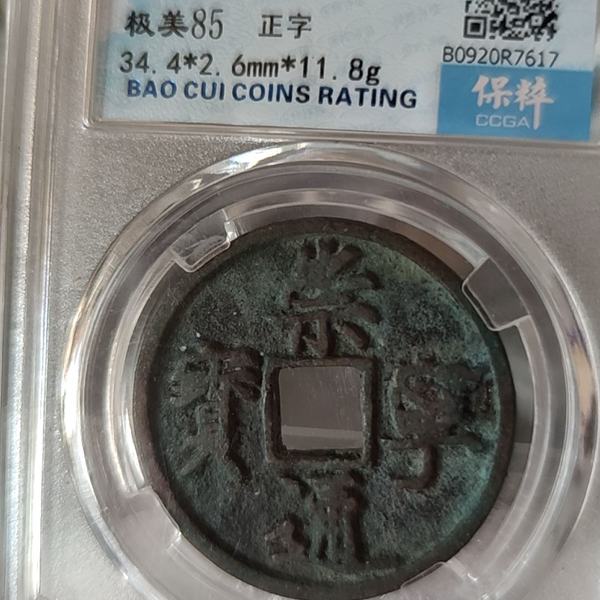 极美85 正字
34.4*2.6mm*11.8g
BAO CUI COINS RATING
B0920R7617
保粹
CCGA
崇
寧
通
寳